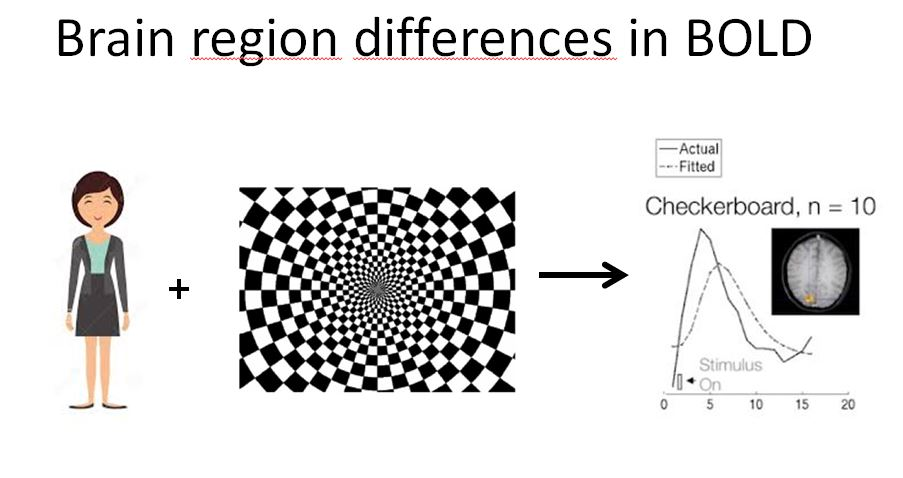 Brain region differences in BOLD
+
Actual
Fitted
Checkerboard, n = 10
Stimulus
On
0 5 10 15 20